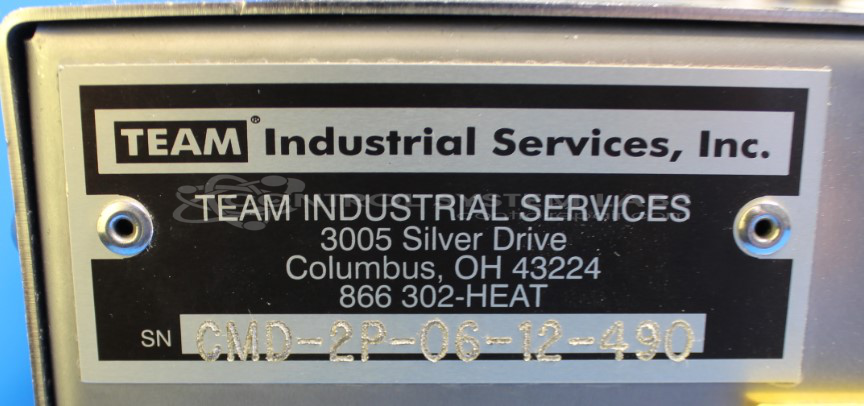 TEAM® Industrial Services, Inc.
TEAM INDUSTRIAL SERVICES
3005 Silver Drive
Columbus, OH 43224
866 302-HEAT
SN CMD-2P-06-12-490